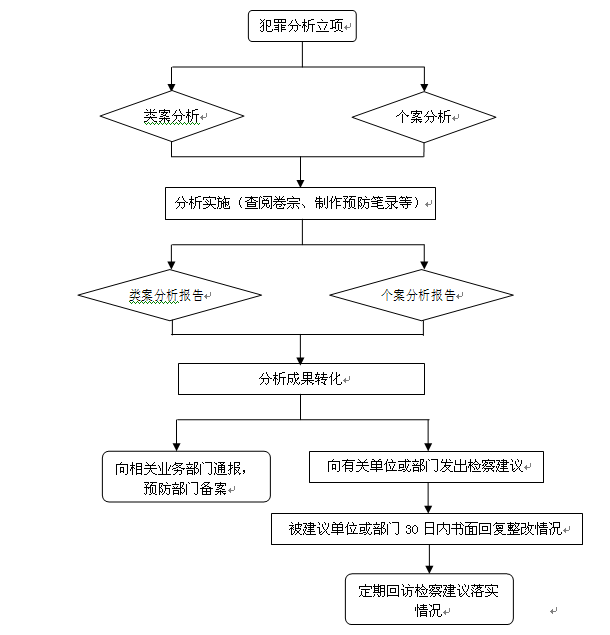 犯罪分析立项
类案分析
个案分析
分析实施（查阅卷宗、制作预防笔录等）
类案分析报告
个案分析报告
分析成果转化
向相关业务部门通报，
预防部门备案
向有关单位或部门发出检察建议
被建议单位或部门 30 日内书面回复整改情况
定期回访检察建议落实
情况